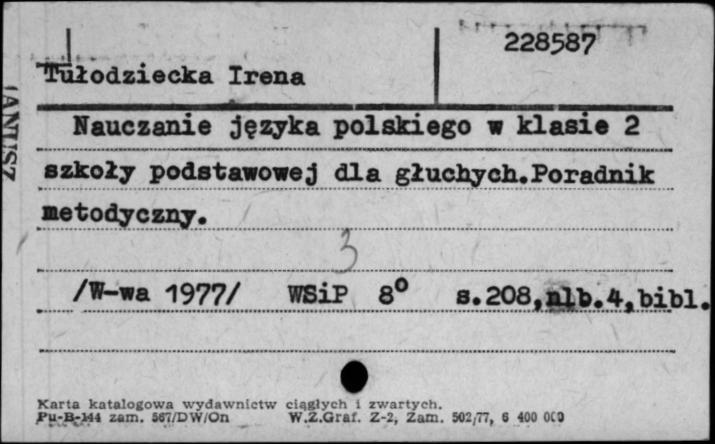 228587
Tułodziecka Irena
Nauczanie języka polskiego w klasie 2
szkoły podstawowej dla głuchych.Poradnik
metodyczny.
3
/W-wa 1977/ WSiP 8° s.208,nlb.4,bibl.
Karta katalogowa wydawnictw ciągłych i zwartych.
Pu-B-144 zam. 567/DW/On W.Z.Graf. Z-2, Zam. 502/77, 6 400 000